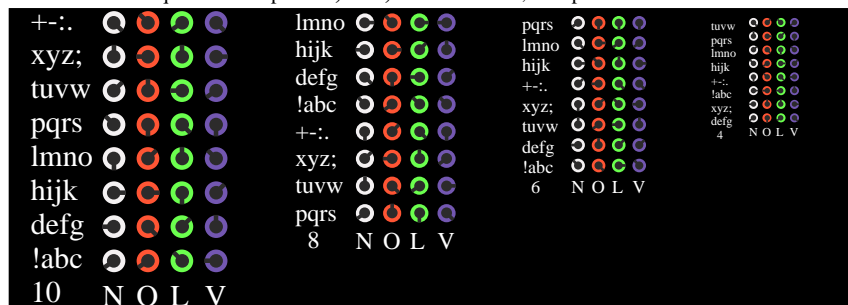 +-:.
xyz;
tuvw
pqrs
lmno
hijk
defg
!abc
10 N O L V
lmno
hijk
defg
!abc
+-:.
xyz;
tuvw
pqrs
8 N O L V
pqrs
lmno
hijk
+-:.
xyz;
tuvw
defg
!abc
6 N O L V
tuvw
pqrs
lmno
hijk
+-:.
!abc
xyz;
defg
4 N O L V